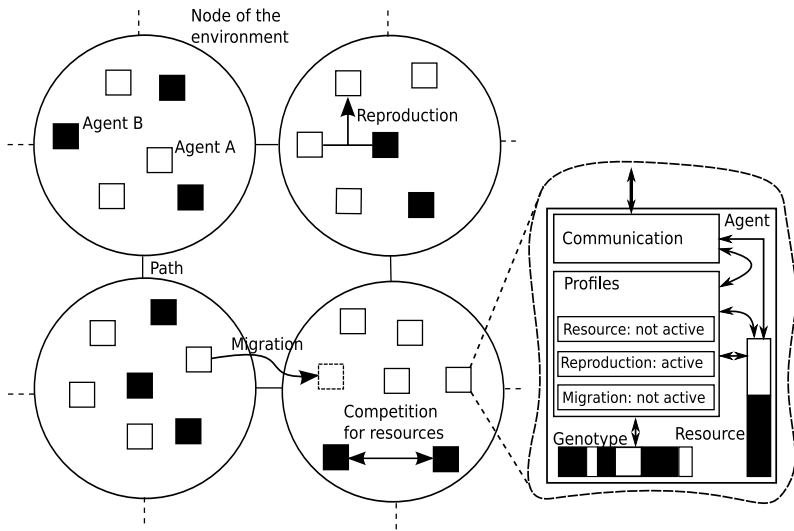 Node of the
environment
Agent B
Agent A
Reproduction
Path
Migration
Competition
for resources
Agent
Communication
Profiles
Resource: not active
Reproduction: active
Migration: not active
Genotype
Resource